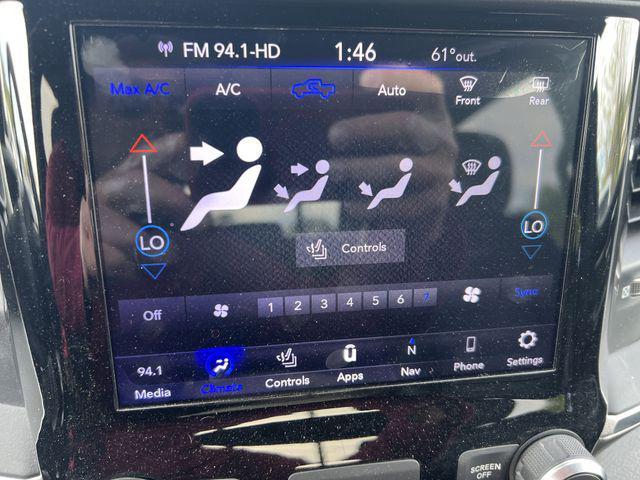 FM 94.1-HD 1:46 61°out.
Max A/C A/C Auto Front Rear
LO LO
Controls
Off 1 2 3 4 5 6 7 Sync
94.1 Media Climate Controls Apps N Nav Phone Settings
SCREEN OFF